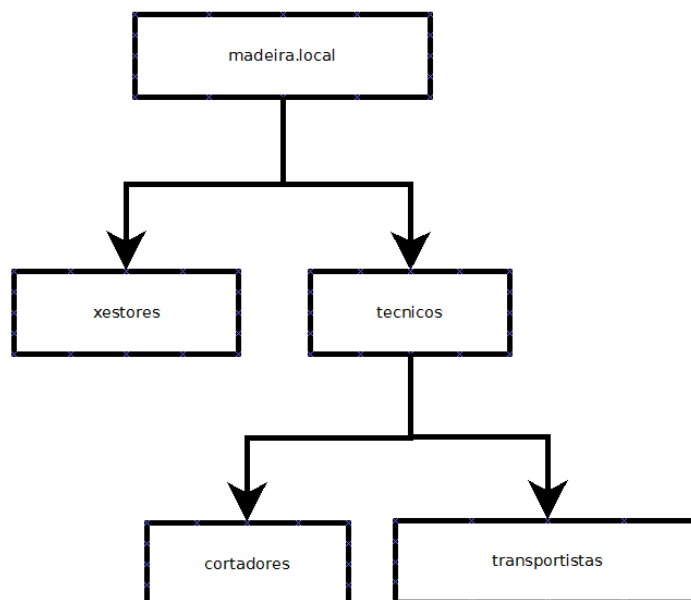 madeira.local
xestores
tecnicos
cortadores
transportistas